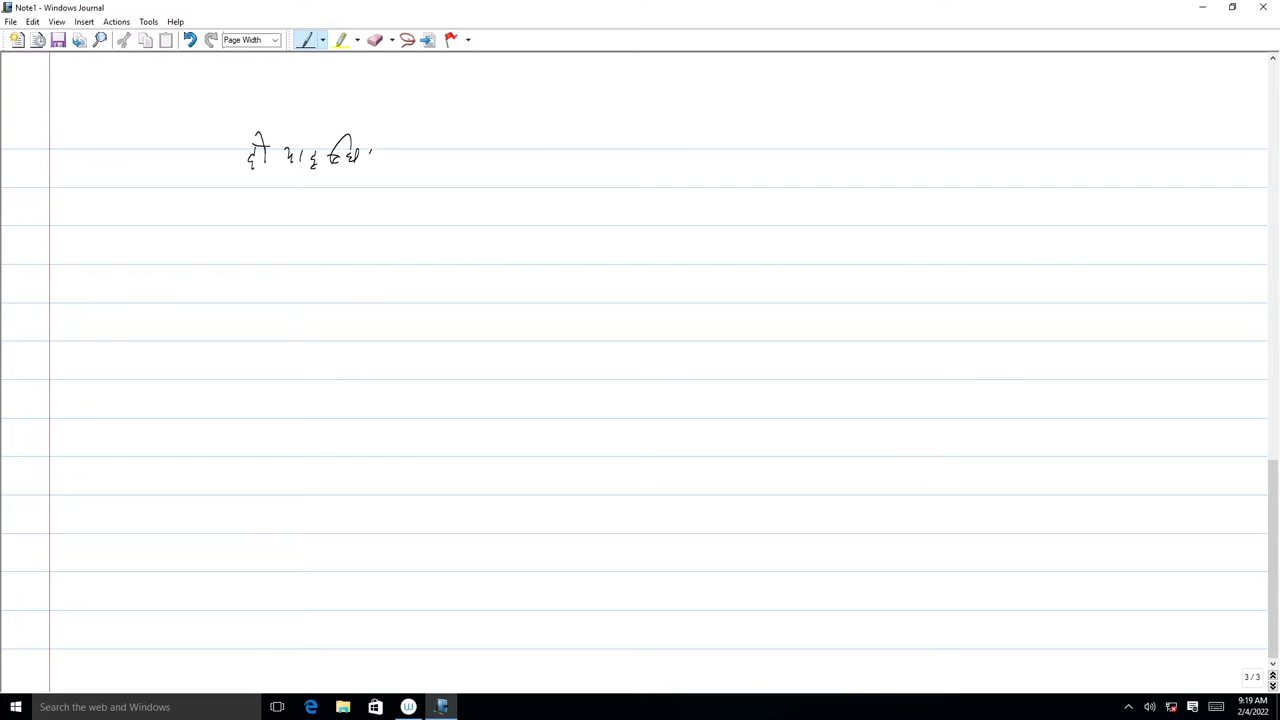 Note1 - Windows Journal
File Edit View Insert Actions Tools Help
Page Width
दो पाद
3 / 3
Search the web and Windows
9:19 AM
2/4/2022